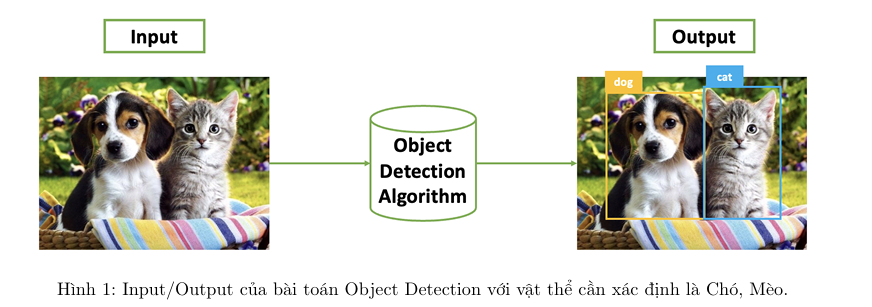 Input
Output
dog
cat
Object
Detection
Algorithm
Hình 1: Input/Output của bài toán Object Detection với vật thể cần xác định là Chó, Mèo.